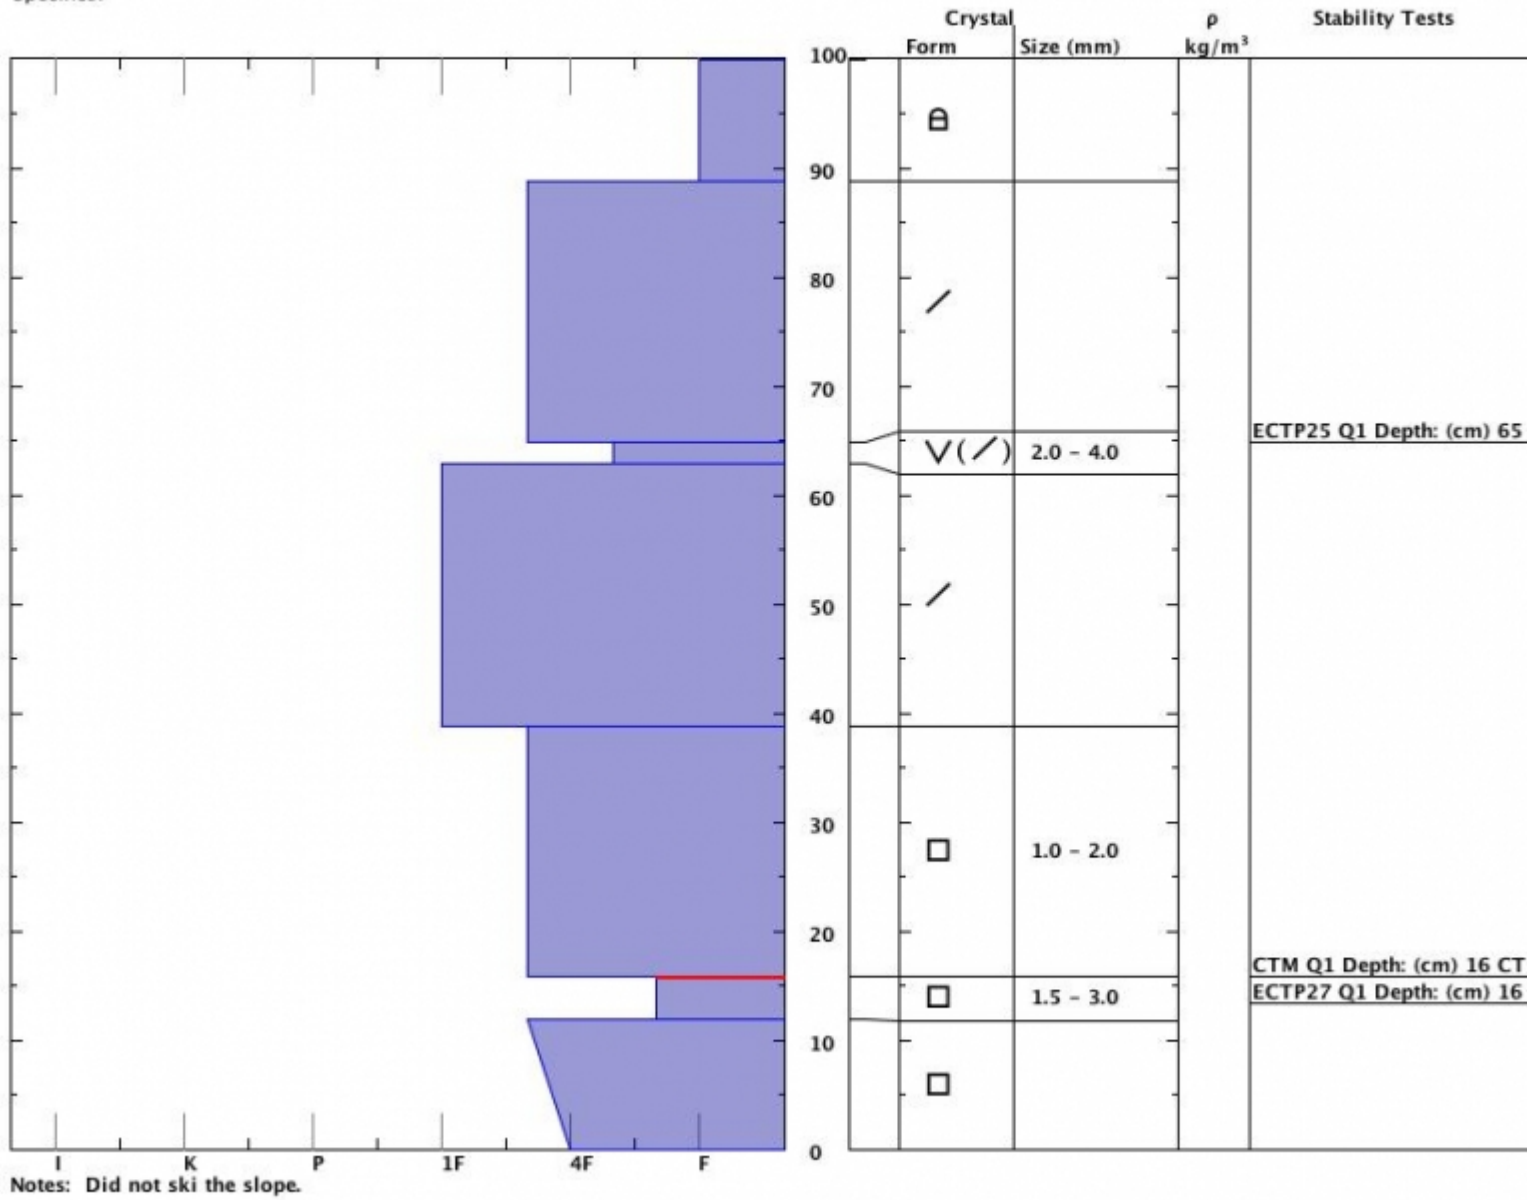 Crystal ρ Stability Tests
Form Size (mm) kg/m³
100
90
80
70
ECTP25 Q1 Depth: (cm) 65
2.0 - 4.0
60
50
40
30
1.0 - 2.0
20
CTM Q1 Depth: (cm) 16 CT
1.5 - 3.0
ECTP27 Q1 Depth: (cm) 16
10
0
I K P 1F 4F F
Notes: Did not ski the slope.